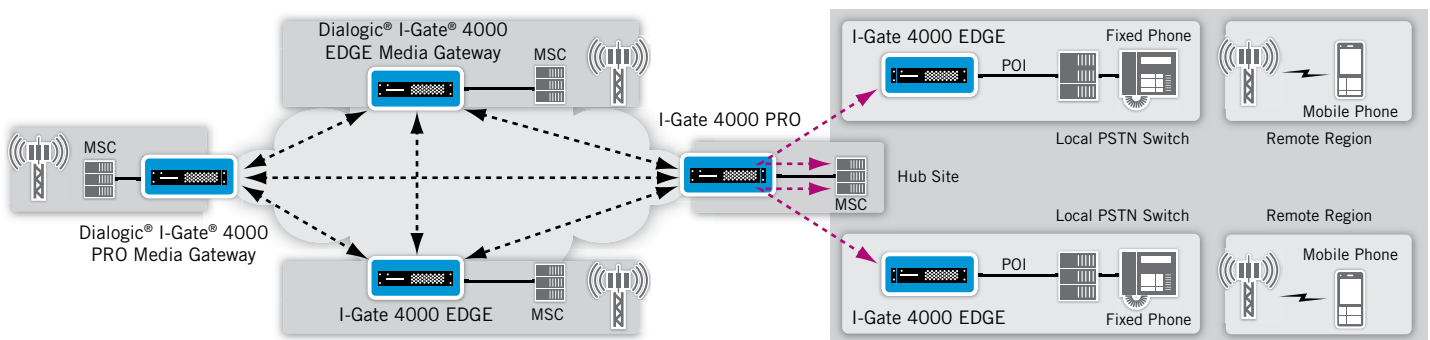 Dialogic® I-Gate® 4000
EDGE Media Gateway
MSC
MSC
Dialogic® I-Gate® 4000
PRO Media Gateway
I-Gate 4000 EDGE
MSC
I-Gate 4000 PRO
MSC
Hub Site
I-Gate 4000 EDGE
POI
Fixed Phone
Mobile Phone
Local PSTN Switch
Remote Region
Local PSTN Switch
Remote Region
POI
Mobile Phone
I-Gate 4000 EDGE
Fixed Phone